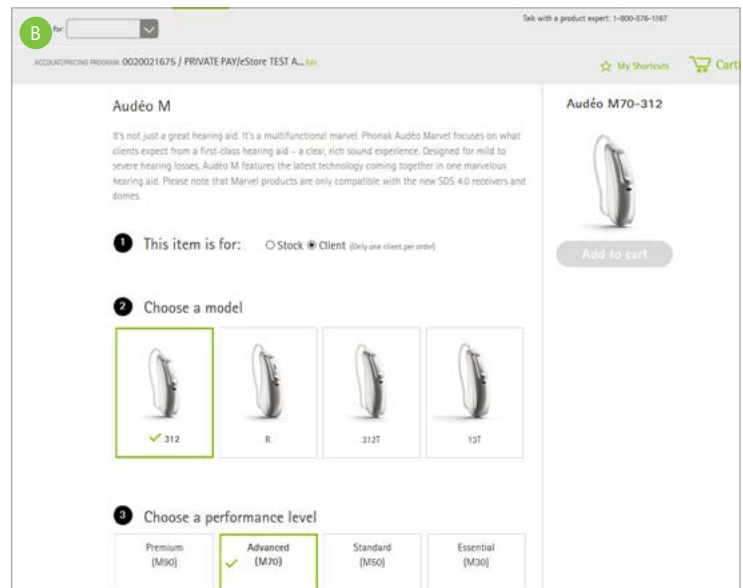 Talk with a product expert: 1-800-576-1167
B for:
ACCOUNT/PRICING PROGRAM: 0020021675 / PRIVATE PAY/eStore TEST A... Edit
My Shortcuts
Cart
Audéo M
It's not just a great hearing aid. It's a multifunctional marvel. Phonak Audéo Marvel focuses on what
clients expect from a first-class hearing aid – a clear, rich sound experience. Designed for mild to
severe hearing losses, Audéo M features the latest technology coming together in one marvelous
hearing aid. Please note that Marvel products are only compatible with the new SDS 4.0 receivers and
domes.
Audéo M70-312
Add to cart
1 This item is for: Stock Client (Only one client per order)
2 Choose a model
312 R 312T 13T
3 Choose a performance level
Premium Advanced Standard Essential
(M90) (M70) (M50) (M30)